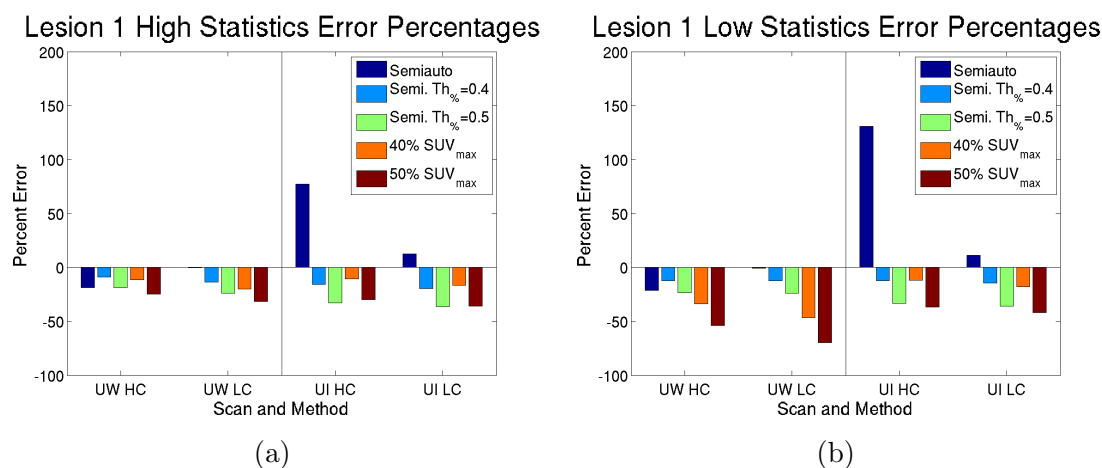 Lesion 1 High Statistics Error Percentages
200
150
100
50
0
-50
-100
Percent Error
Semiauto
Semi. Th%=0.4
Semi. Th%=0.5
40% SUVmax
50% SUVmax
UW HC UW LC UI HC UI LC
Scan and Method
(a)
Lesion 1 Low Statistics Error Percentages
200
150
100
50
0
-50
-100
Percent Error
Semiauto
Semi. Th%=0.4
Semi. Th%=0.5
40% SUVmax
50% SUVmax
UW HC UW LC UI HC UI LC
Scan and Method
(b)